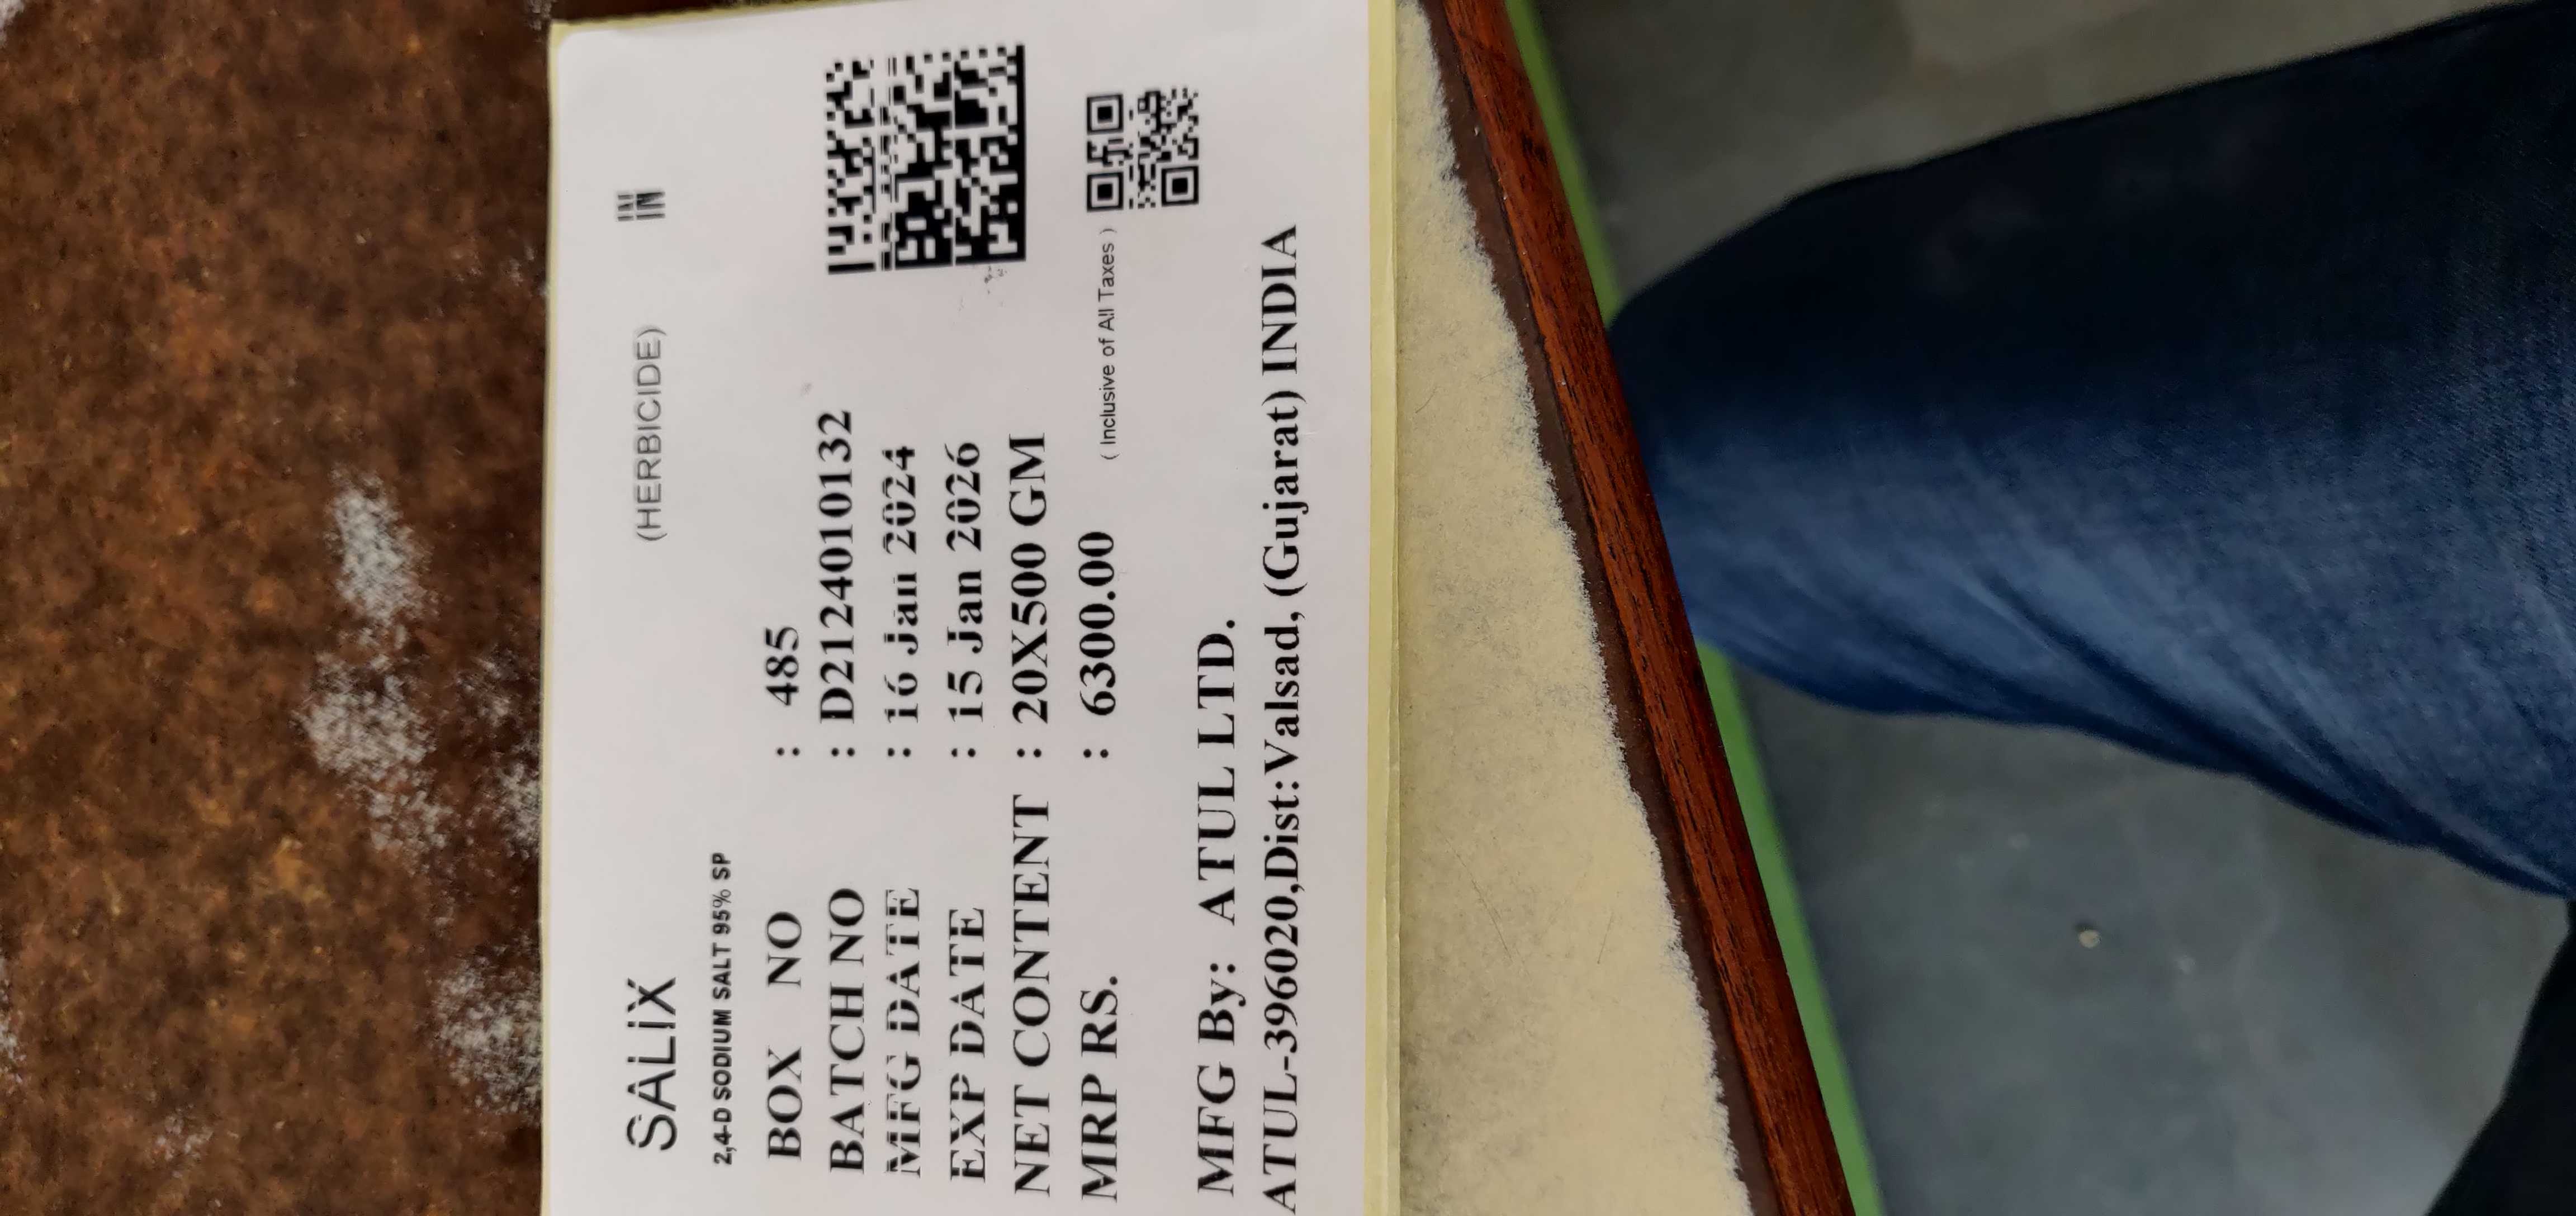 SALIX (HERBICIDE) IN
2,4-D SODIUM SALT 95% SP
BOX NO : 485
BATCH NO : D2124010132
MFG DATE : 16 Jan 2024
EXP DATE : 15 Jan 2026
NET CONTENT : 20X500 GM
MRP RS. : 6300.00 ( Inclusive of All Taxes )
MFG By: ATUL LTD.
ATUL-396020,Dist:Valsad, (Gujarat) INDIA